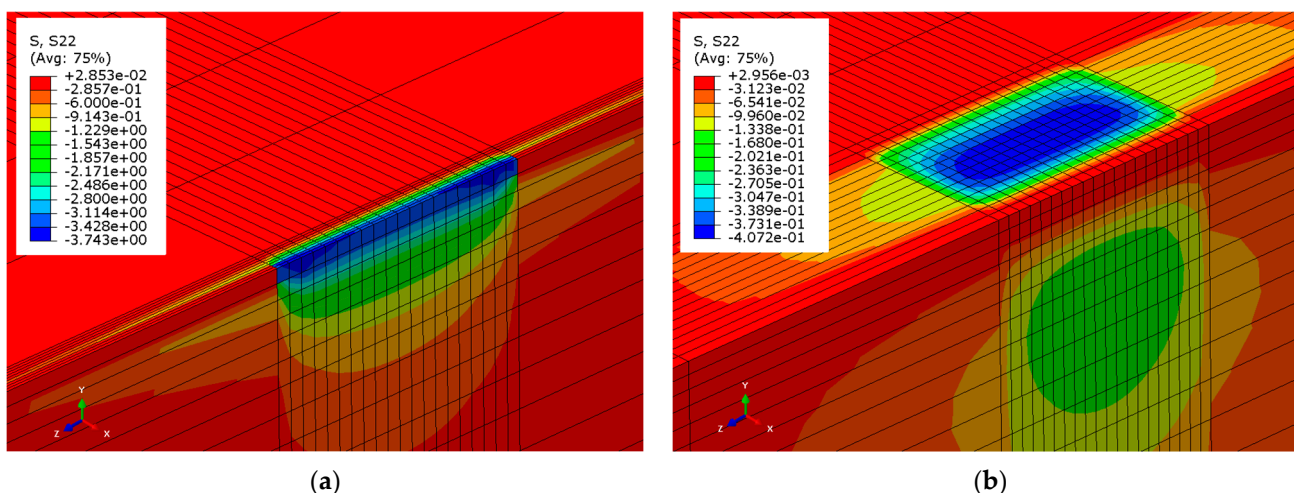 S, S22
(Avg: 75%)
+2.853e-02
-2.857e-01
-6.000e-01
-9.143e-01
-1.229e+00
-1.543e+00
-1.857e+00
-2.171e+00
-2.486e+00
-2.800e+00
-3.114e+00
-3.428e+00
-3.743e+00
Y
Z X
(a)
S, S22
(Avg: 75%)
+2.956e-03
-3.123e-02
-6.541e-02
-9.960e-02
-1.338e-01
-1.680e-01
-2.021e-01
-2.363e-01
-2.705e-01
-3.047e-01
-3.389e-01
-3.731e-01
-4.072e-01
Y
Z X
(b)